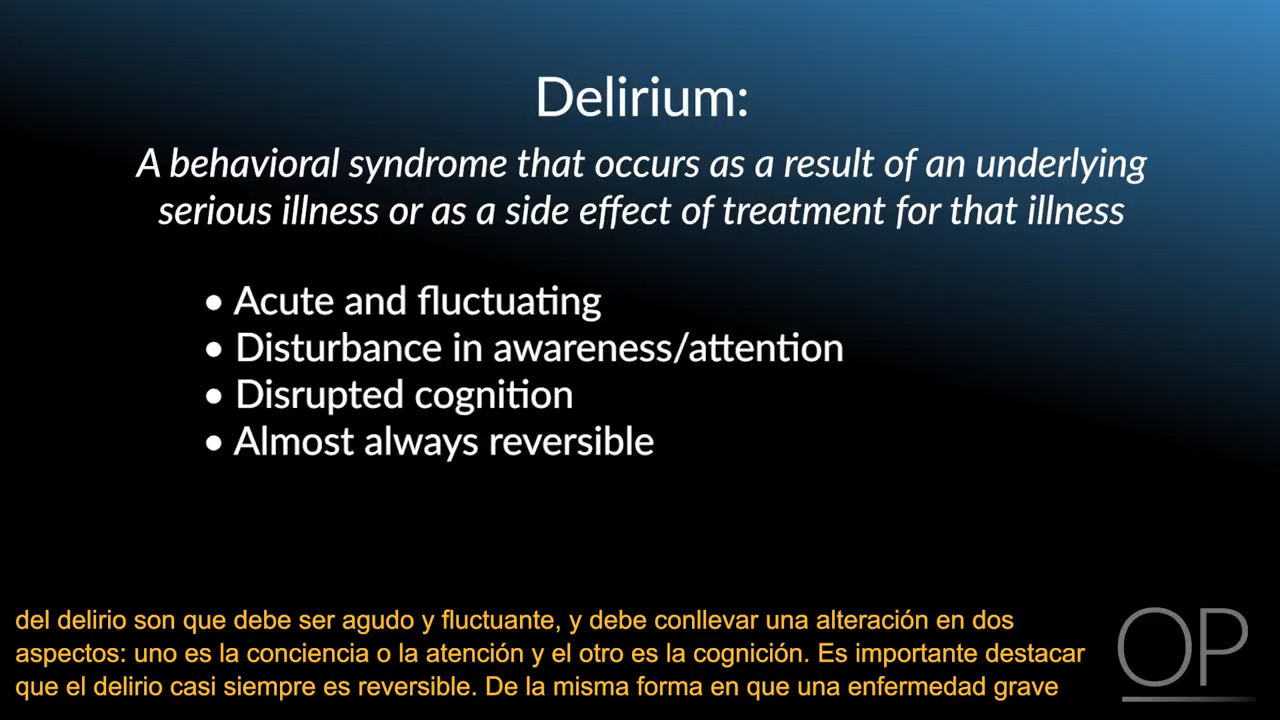 Delirium:
A behavioral syndrome that occurs as a result of an underlying
serious illness or as a side effect of treatment for that illness
• Acute and fluctuating
• Disturbance in awareness/attention
• Disrupted cognition
• Almost always reversible
del delirio son que debe ser agudo y fluctuante, y debe conllevar una alteración en dos
aspectos: uno es la conciencia o la atención y el otro es la cognición. Es importante destacar
que el delirio casi siempre es reversible. De la misma forma en que una enfermedad grave
OP